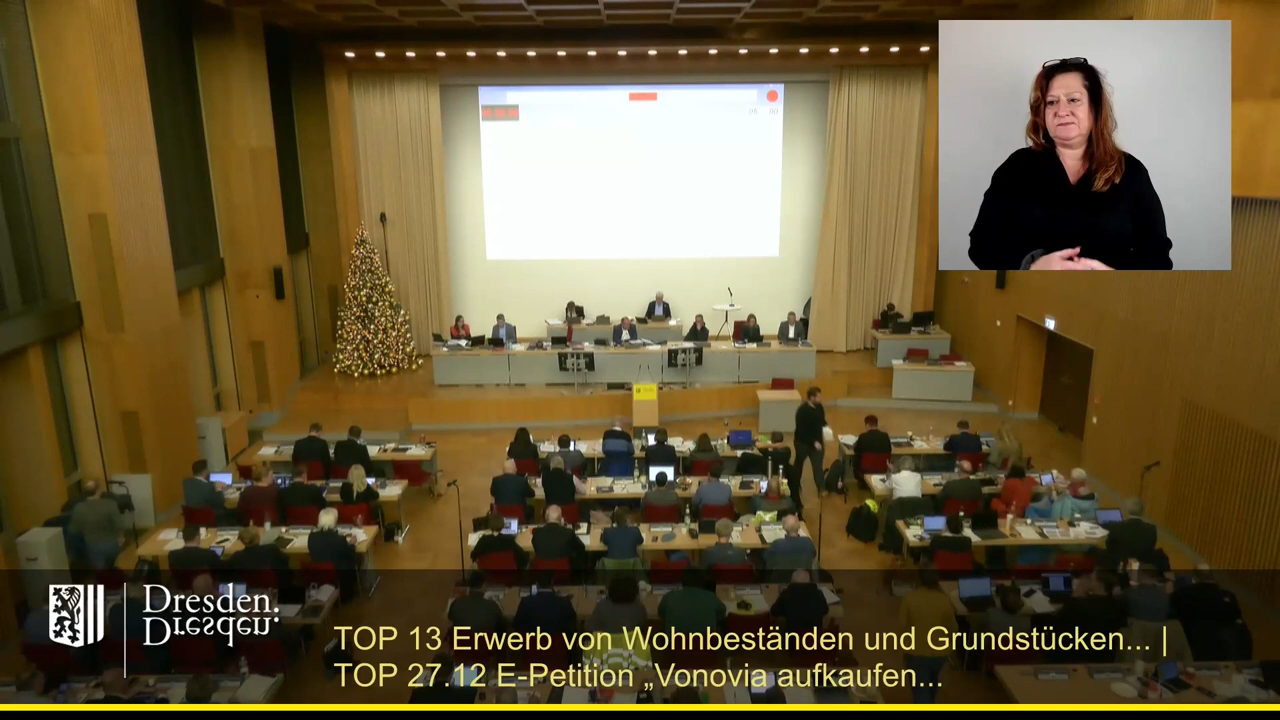 Dresden.
Dresden.
TOP 13 Erwerb von Wohnbeständen und Grundstücken... |
TOP 27.12 E-Petition „Vonovia aufkaufen...